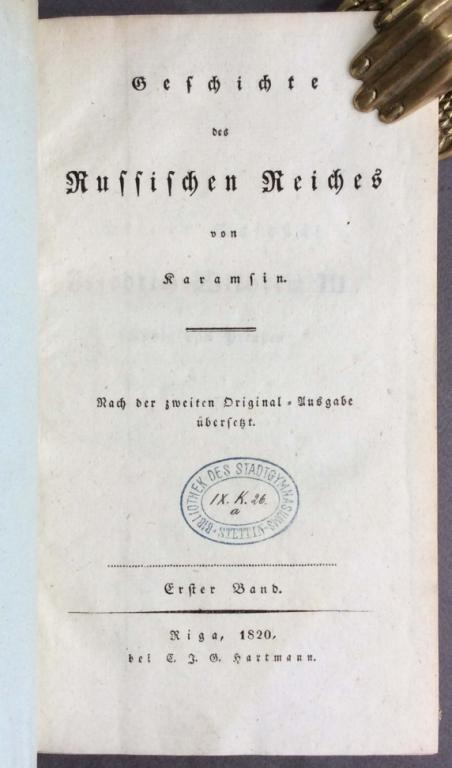 Geschichte
des
Russischen Reiches
von
Karamsin.
Nach der zweiten Original-Ausgabe
übersetzt.
BIBLIOTHEK DES STADTGYMNASIUMS
IX. K. 26.
a
STETTIN
Erster Band.
Riga, 1820.
bei C. J. G. Hartmann.